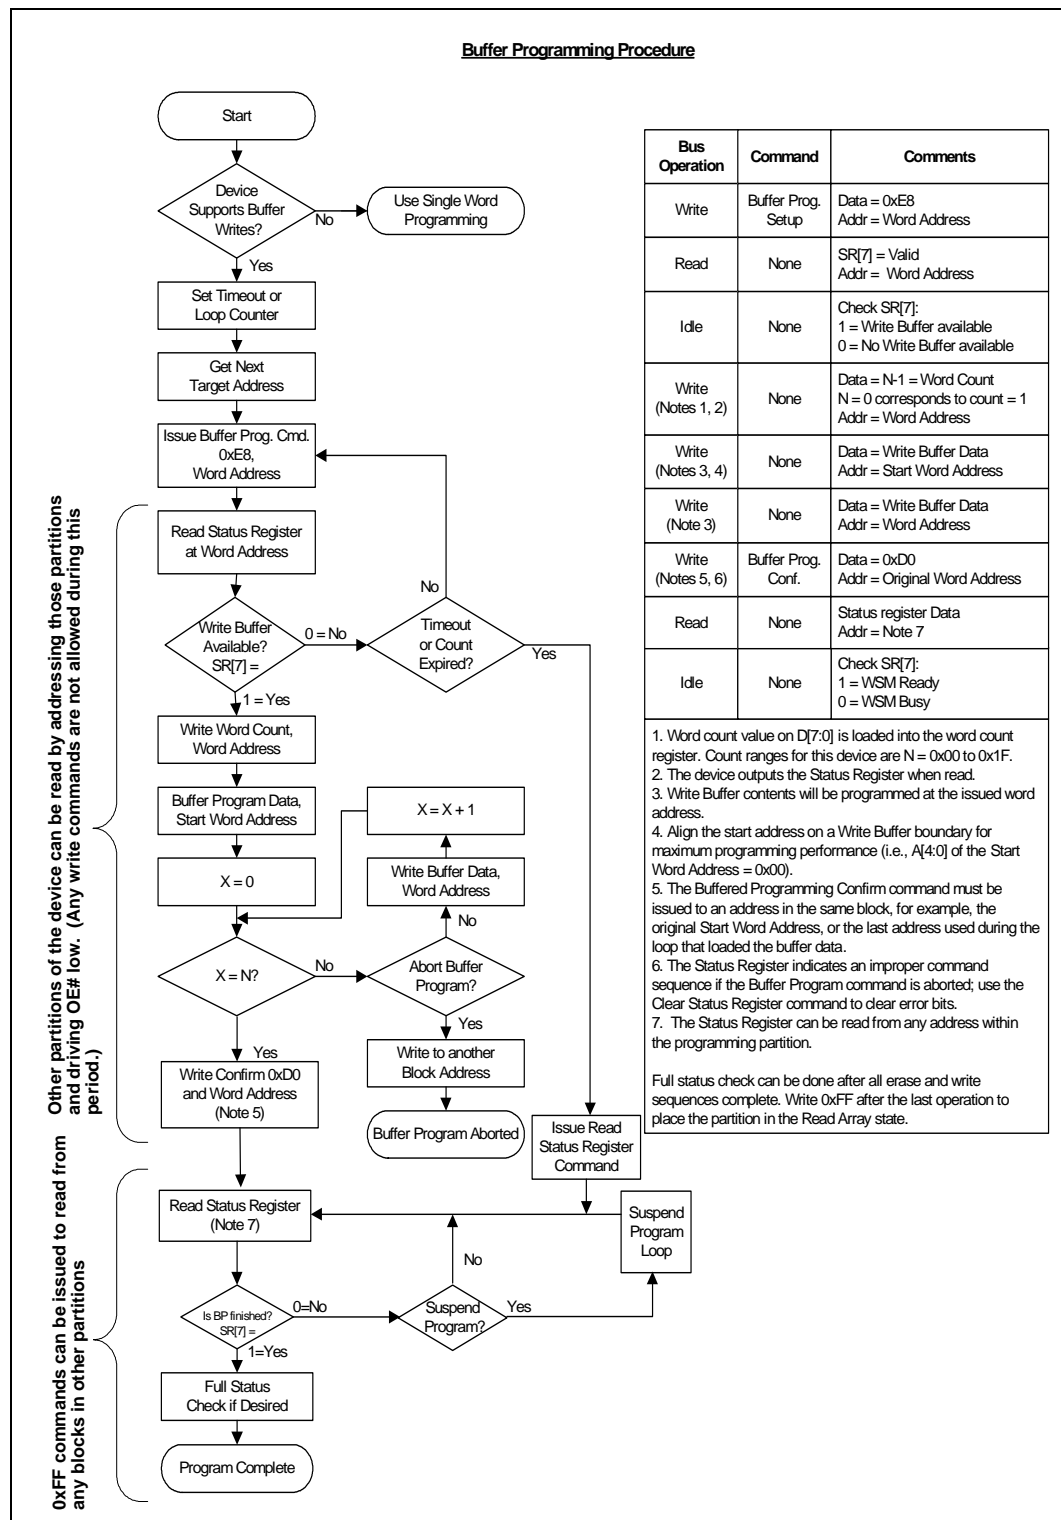 Buffer Programming Procedure
Start
Device
Supports Buffer
Writes?
No
Use Single Word
Programming
Yes
Set Timeout or
Loop Counter
Get Next
Target Address
Issue Buffer Prog. Cmd.
0xE8,
Word Address
Read Status Register
at Word Address
No
Write Buffer
Available?
SR[7] =
0 = No
Timeout
or Count
Expired?
Yes
1 = Yes
Write Word Count,
Word Address
Buffer Program Data,
Start Word Address
X = X + 1
X = 0
Write Buffer Data,
Word Address
No
X = N?
No
Abort Buffer
Program?
Yes
Yes
Write Confirm 0xD0
and Word Address
(Note 5)
Write to another
Block Address
Buffer Program Aborted
Issue Read
Status Register
Command
Read Status Register
(Note 7)
Suspend
Program
Loop
No
Is BP finished?
SR[7] =
0=No
Suspend
Program?
Yes
1=Yes
Full Status
Check if Desired
Program Complete
Other partitions of the device can be read by addressing those partitions
and driving OE# low. (Any write commands are not allowed during this
period.)
0xFF commands can be issued to read from
any blocks in other partitions
Bus
Operation
Command
Comments
Write
Buffer Prog.
Setup
Data = 0xE8
Addr = Word Address
Read
None
SR[7] = Valid
Addr = Word Address
Idle
None
Check SR[7]:
1 = Write Buffer available
0 = No Write Buffer available
Write
(Notes 1, 2)
None
Data = N-1 = Word Count
N = 0 corresponds to count = 1
Addr = Word Address
Write
(Notes 3, 4)
None
Data = Write Buffer Data
Addr = Start Word Address
Write
(Note 3)
None
Data = Write Buffer Data
Addr = Word Address
Write
(Notes 5, 6)
Buffer Prog.
Conf.
Data = 0xD0
Addr = Original Word Address
Read
None
Status register Data
Addr = Note 7
Idle
None
Check SR[7]:
1 = WSM Ready
0 = WSM Busy
1. Word count value on D[7:0] is loaded into the word count
register. Count ranges for this device are N = 0x00 to 0x1F.
2. The device outputs the Status Register when read.
3. Write Buffer contents will be programmed at the issued word
address.
4. Align the start address on a Write Buffer boundary for
maximum programming performance (i.e., A[4:0] of the Start
Word Address = 0x00).
5. The Buffered Programming Confirm command must be
issued to an address in the same block, for example, the
original Start Word Address, or the last address used during the
loop that loaded the buffer data.
6. The Status Register indicates an improper command
sequence if the Buffer Program command is aborted; use the
Clear Status Register command to clear error bits.
7. The Status Register can be read from any address within
the programming partition.
Full status check can be done after all erase and write
sequences complete. Write 0xFF after the last operation to
place the partition in the Read Array state.